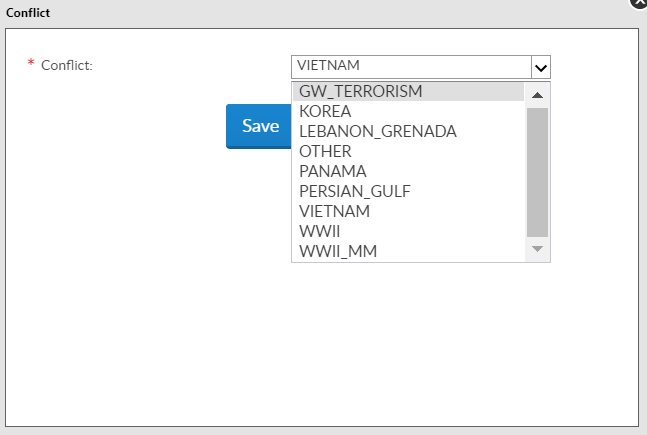 Conflict
* Conflict:
VIETNAM
GW_TERRORISM
KOREA
Save
LEBANON_GRENADA
OTHER
PANAMA
PERSIAN_GULF
VIETNAM
WWII
WWII_MM